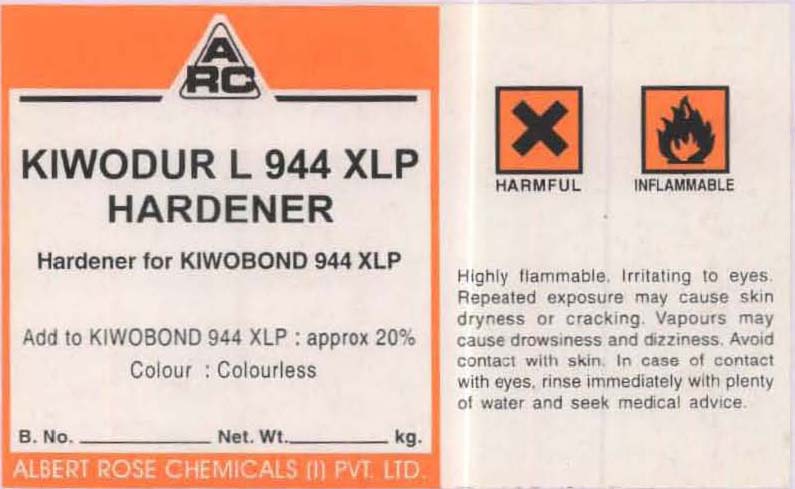 A
RC
KIWODUR L 944 XLP
HARDENER
Hardener for KIWOBOND 944 XLP
Add to KIWOBOND 944 XLP : approx 20%
Colour : Colourless
B. No. ____________ Net. Wt. ____________ kg.
ALBERT ROSE CHEMICALS (I) PVT. LTD.
HARMFUL
INFLAMMABLE
Highly flammable. Irritating to eyes.
Repeated exposure may cause skin
dryness or cracking. Vapours may
cause drowsiness and dizziness. Avoid
contact with skin. In case of contact
with eyes, rinse immediately with plenty
of water and seek medical advice.